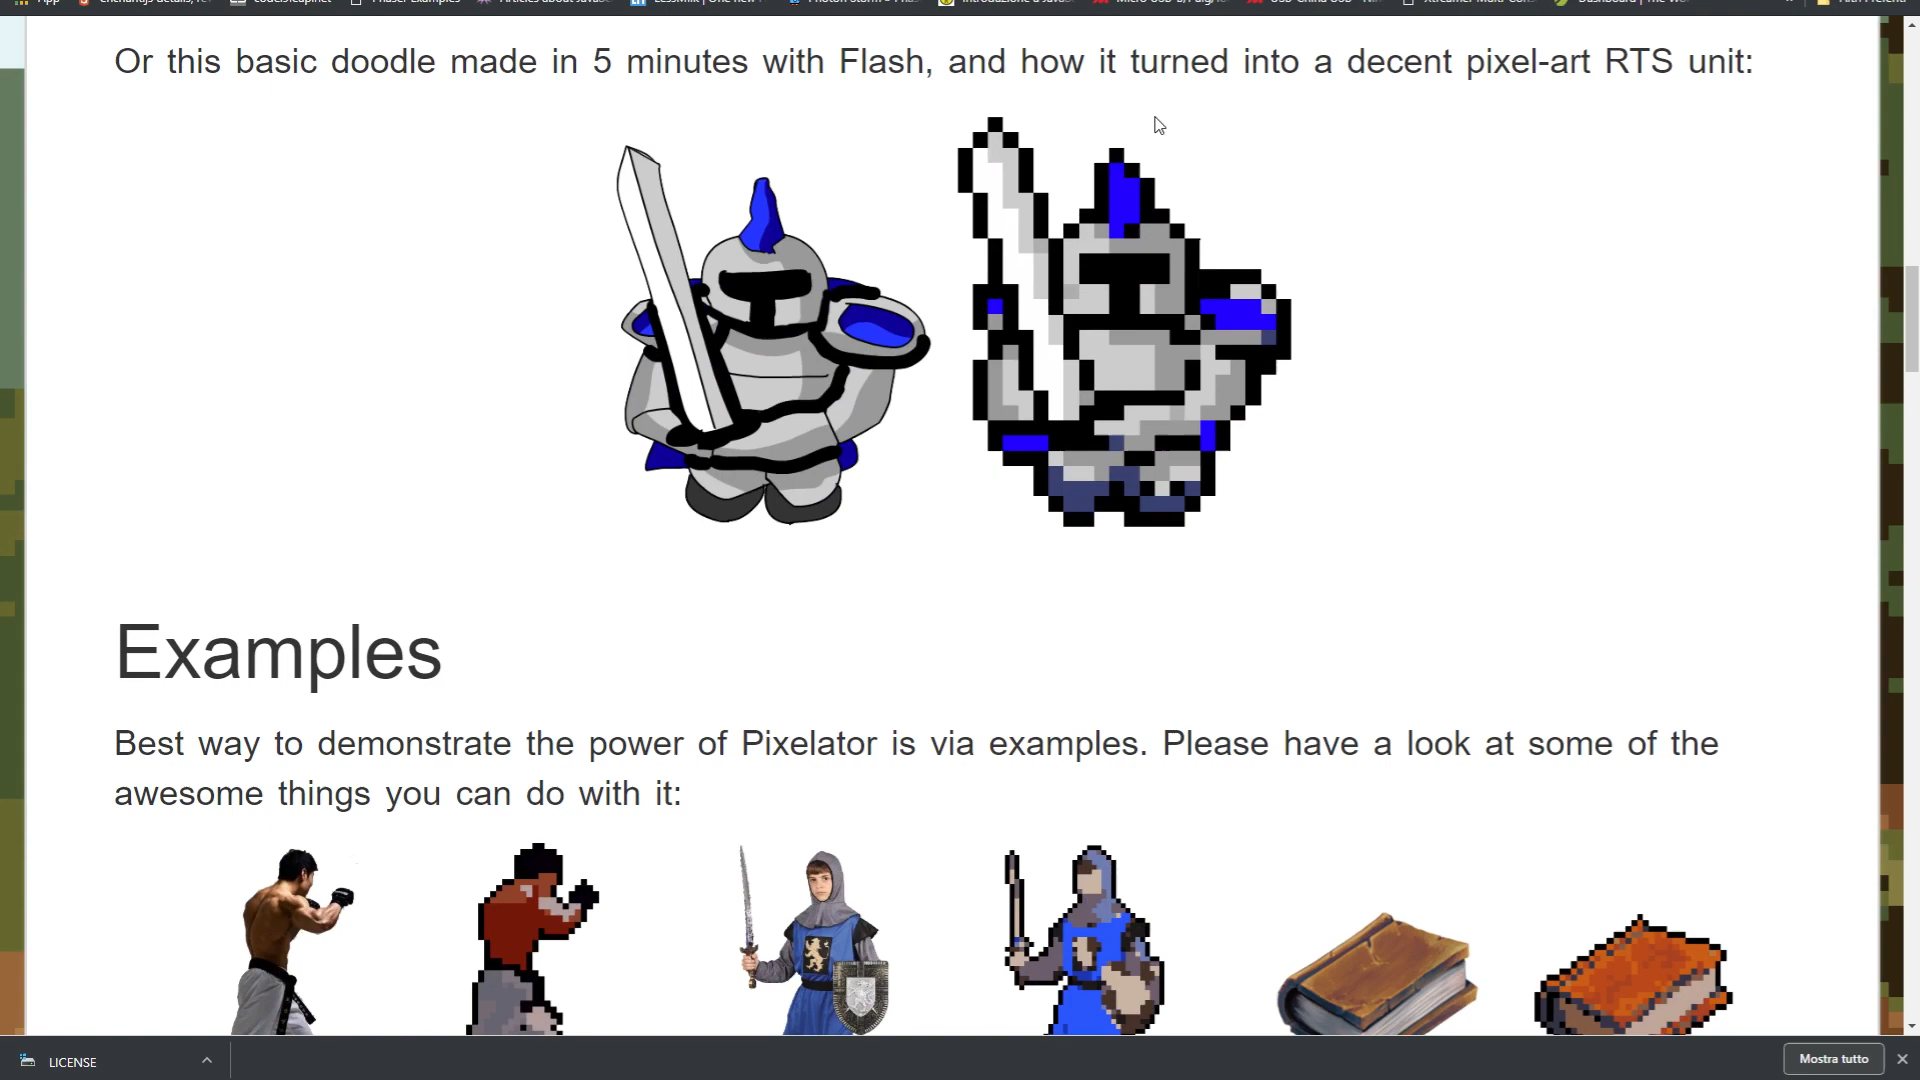 Or this basic doodle made in 5 minutes with Flash, and how it turned into a decent pixel-art RTS unit:
Examples
Best way to demonstrate the power of Pixelator is via examples. Please have a look at some of the
awesome things you can do with it:
LICENSE
Mostra tutto